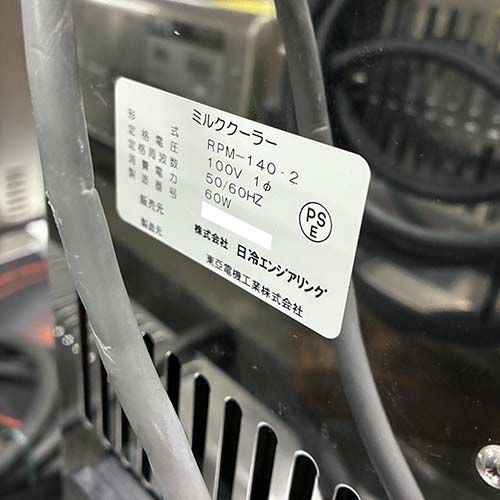 ミルククーラー
形式 RPM-140・2
定格電圧 100V 1φ
定格周波数 50/60HZ
消費電力 60W
製造番号
販売元 株式会社 日冷エンジアリング
製造元 東亞電機工業株式会社
PSE